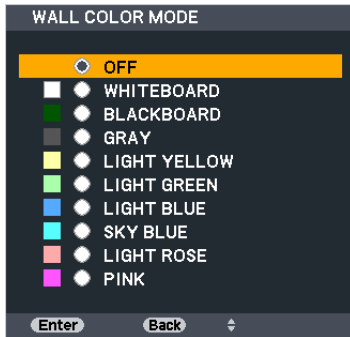 WALL COLOR MODE
OFF
WHITEBOARD
BLACKBOARD
GRAY
LIGHT YELLOW
LIGHT GREEN
LIGHT BLUE
SKY BLUE
LIGHT ROSE
PINK
Enter Back